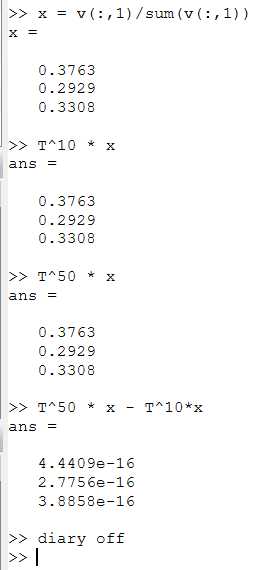 >> x = v(:,1)/sum(v(:,1))
x =
0.3763
0.2929
0.3308
>> T^10 * x
ans =
0.3763
0.2929
0.3308
>> T^50 * x
ans =
0.3763
0.2929
0.3308
>> T^50 * x - T^10*x
ans =
4.4409e-16
2.7756e-16
3.8858e-16
>> diary off
>>